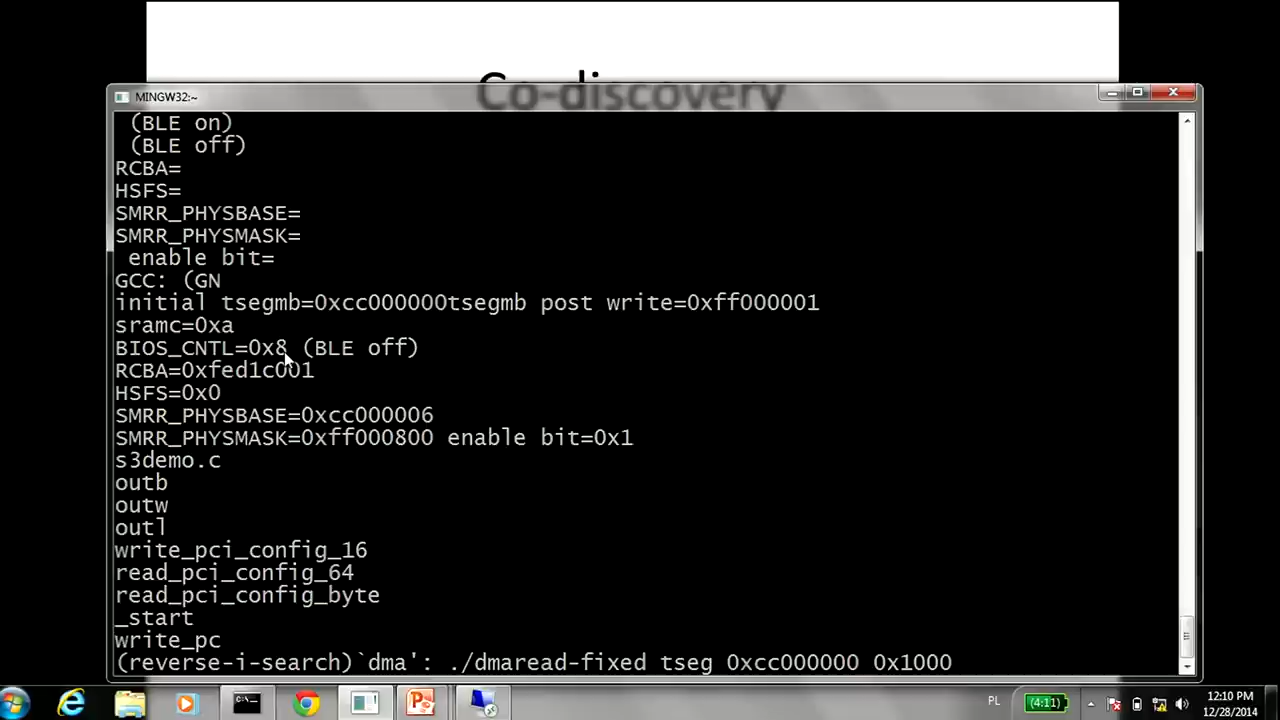 Co-discovery
MINGW32:~
(BLE on)
(BLE off)
RCBA=
HSFS=
SMRR_PHYSBASE=
SMRR_PHYSMASK=
enable bit=
GCC: (GN
initial tsegmb=0xcc000000tsegmb post write=0xff000001
sramc=0xa
BIOS_CNTL=0x8 (BLE off)
RCBA=0xfed1c001
HSFS=0x0
SMRR_PHYSBASE=0xcc000006
SMRR_PHYSMASK=0xff000800 enable bit=0x1
s3demo.c
outb
outw
outl
write_pci_config_16
read_pci_config_64
read_pci_config_byte
_start
write_pc
(reverse-i-search)`dma': ./dmaread-fixed tseg 0xcc000000 0x1000
PL (4:11) 12:10 PM
12/28/2014